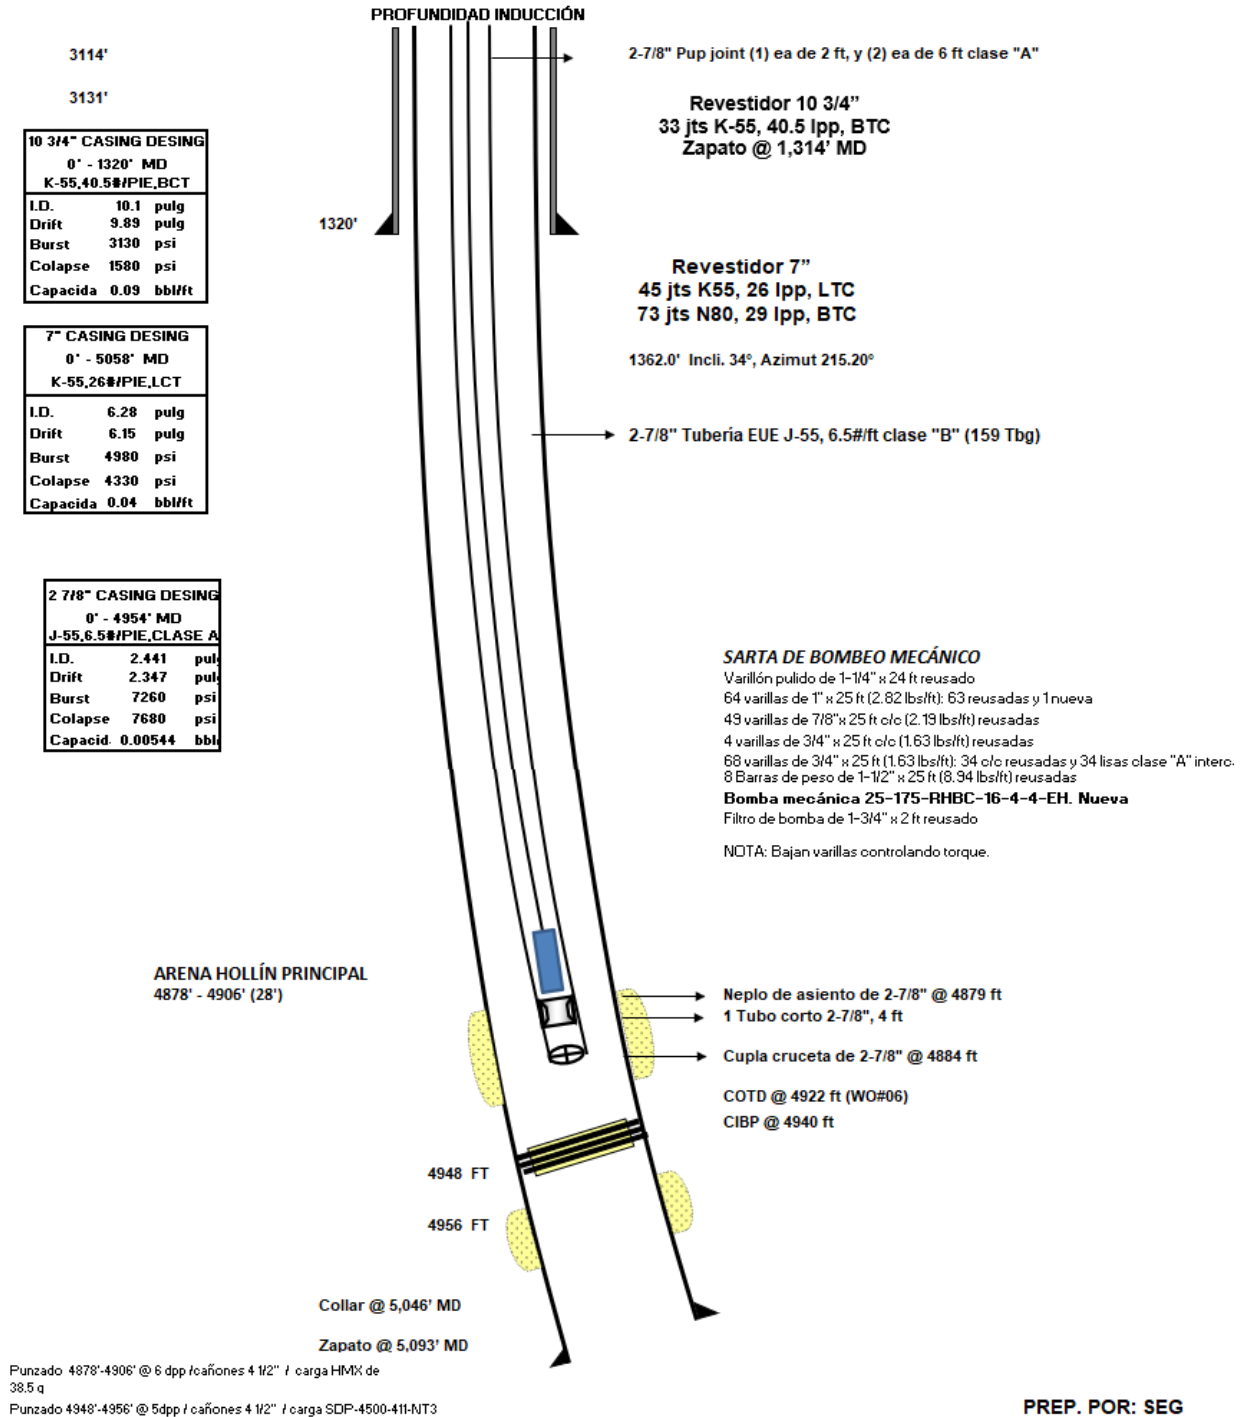 PROFUNDIDAD INDUCCIÓN
3114'
3131'
2-7/8" Pup joint (1) ea de 2 ft, y (2) ea de 6 ft clase "A"
Revestidor 10 3/4”
33 jts K-55, 40.5 lpp, BTC
Zapato @ 1,314’ MD
10 3/4" CASING DESING
0' - 1320' MD
K-55,40.5#/PIE,BCT
I.D. 10.1 pulg
Drift 9.89 pulg
Burst 3130 psi
Colapse 1580 psi
Capacida 0.09 bbl/ft
1320'
Revestidor 7”
45 jts K55, 26 lpp, LTC
73 jts N80, 29 lpp, BTC
1362.0' Incli. 34°, Azimut 215.20°
7" CASING DESING
0' - 5058' MD
K-55,26#/PIE,LCT
I.D. 6.28 pulg
Drift 6.15 pulg
Burst 4980 psi
Colapse 4330 psi
Capacida 0.04 bbl/ft
2-7/8" Tubería EUE J-55, 6.5#/ft clase "B" (159 Tbg)
2 7/8" CASING DESING
0' - 4954' MD
J-55,6.5#/PIE,CLASE A
I.D. 2.441 pul
Drift 2.347 pul
Burst 7260 psi
Colapse 7680 psi
Capacid. 0.00544 bbl
SARTA DE BOMBEO MECÁNICO
Varillón pulido de 1-1/4" x 24 ft reusado
64 varillas de 1" x 25 ft (2.82 lbs/ft): 63 reusadas y 1 nueva
49 varillas de 7/8"x 25 ft c/c (2.19 lbs/ft) reusadas
4 varillas de 3/4" x 25 ft c/c (1.63 lbs/ft) reusadas
68 varillas de 3/4" x 25 ft (1.63 lbs/ft): 34 c/c reusadas y 34 lisas clase "A" interc.
8 Barras de peso de 1-1/2" x 25 ft (8.94 lbs/ft) reusadas
Bomba mecánica 25-175-RHBC-16-4-4-EH. Nueva
Filtro de bomba de 1-3/4" x 2 ft reusado
NOTA: Bajan varillas controlando torque.
ARENA HOLLÍN PRINCIPAL
4878' - 4906' (28')
Neplo de asiento de 2-7/8" @ 4879 ft
1 Tubo corto 2-7/8", 4 ft
Cupla cruceta de 2-7/8" @ 4884 ft
COTD @ 4922 ft (WO#06)
CIBP @ 4940 ft
4948 FT
4956 FT
Collar @ 5,046’ MD
Zapato @ 5,093’ MD
Punzado 4878'-4906' @ 6 dpp /cañones 4 1/2" / carga HMX de
38.5 q
Punzado 4948'-4956' @ 5dpp / cañones 4 1/2" / carga SDP-4500-411-NT3
PREP. POR: SEG